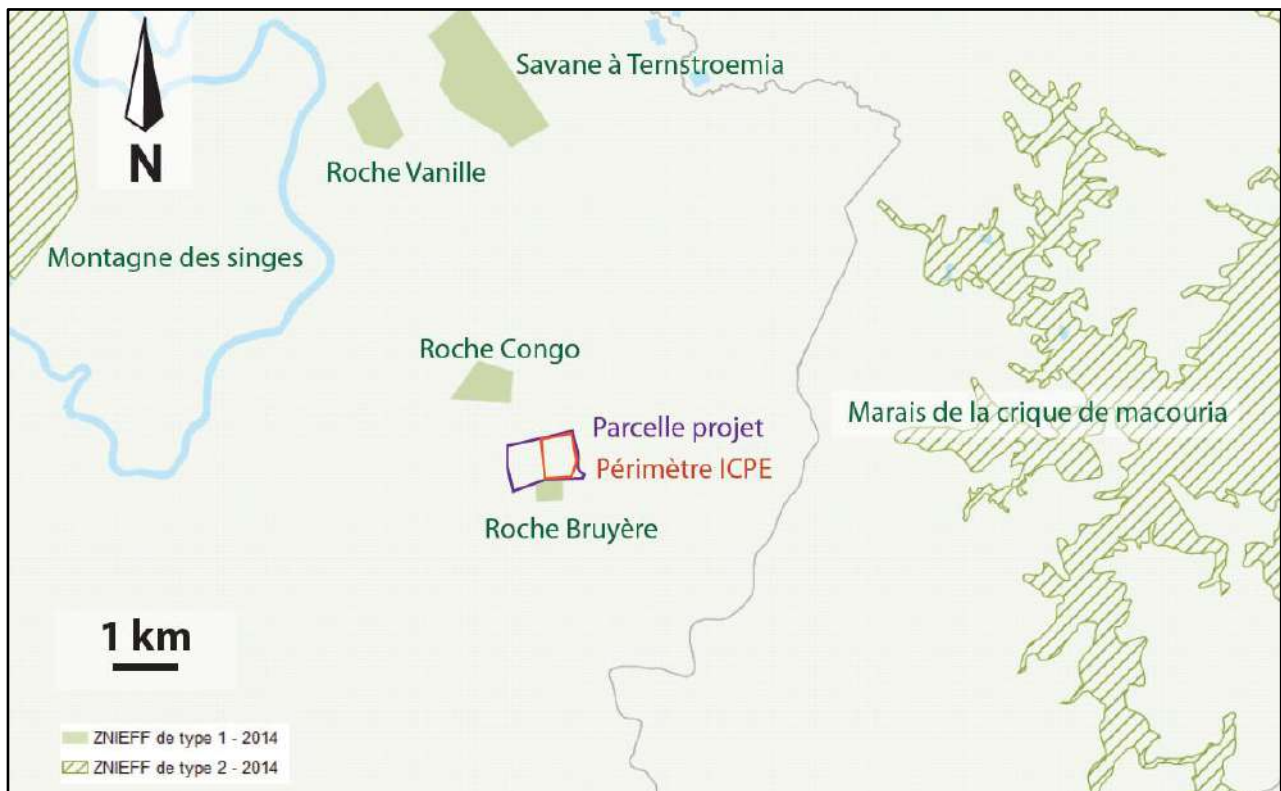 Savane à Ternstroemia
N
Roche Vanille
Montagne des singes
Roche Congo
Marais de la crique de macouria
Parcelle projet
Périmètre ICPE
Roche Bruyère
1 km
ZNIEFF de type 1 - 2014
ZNIEFF de type 2 - 2014